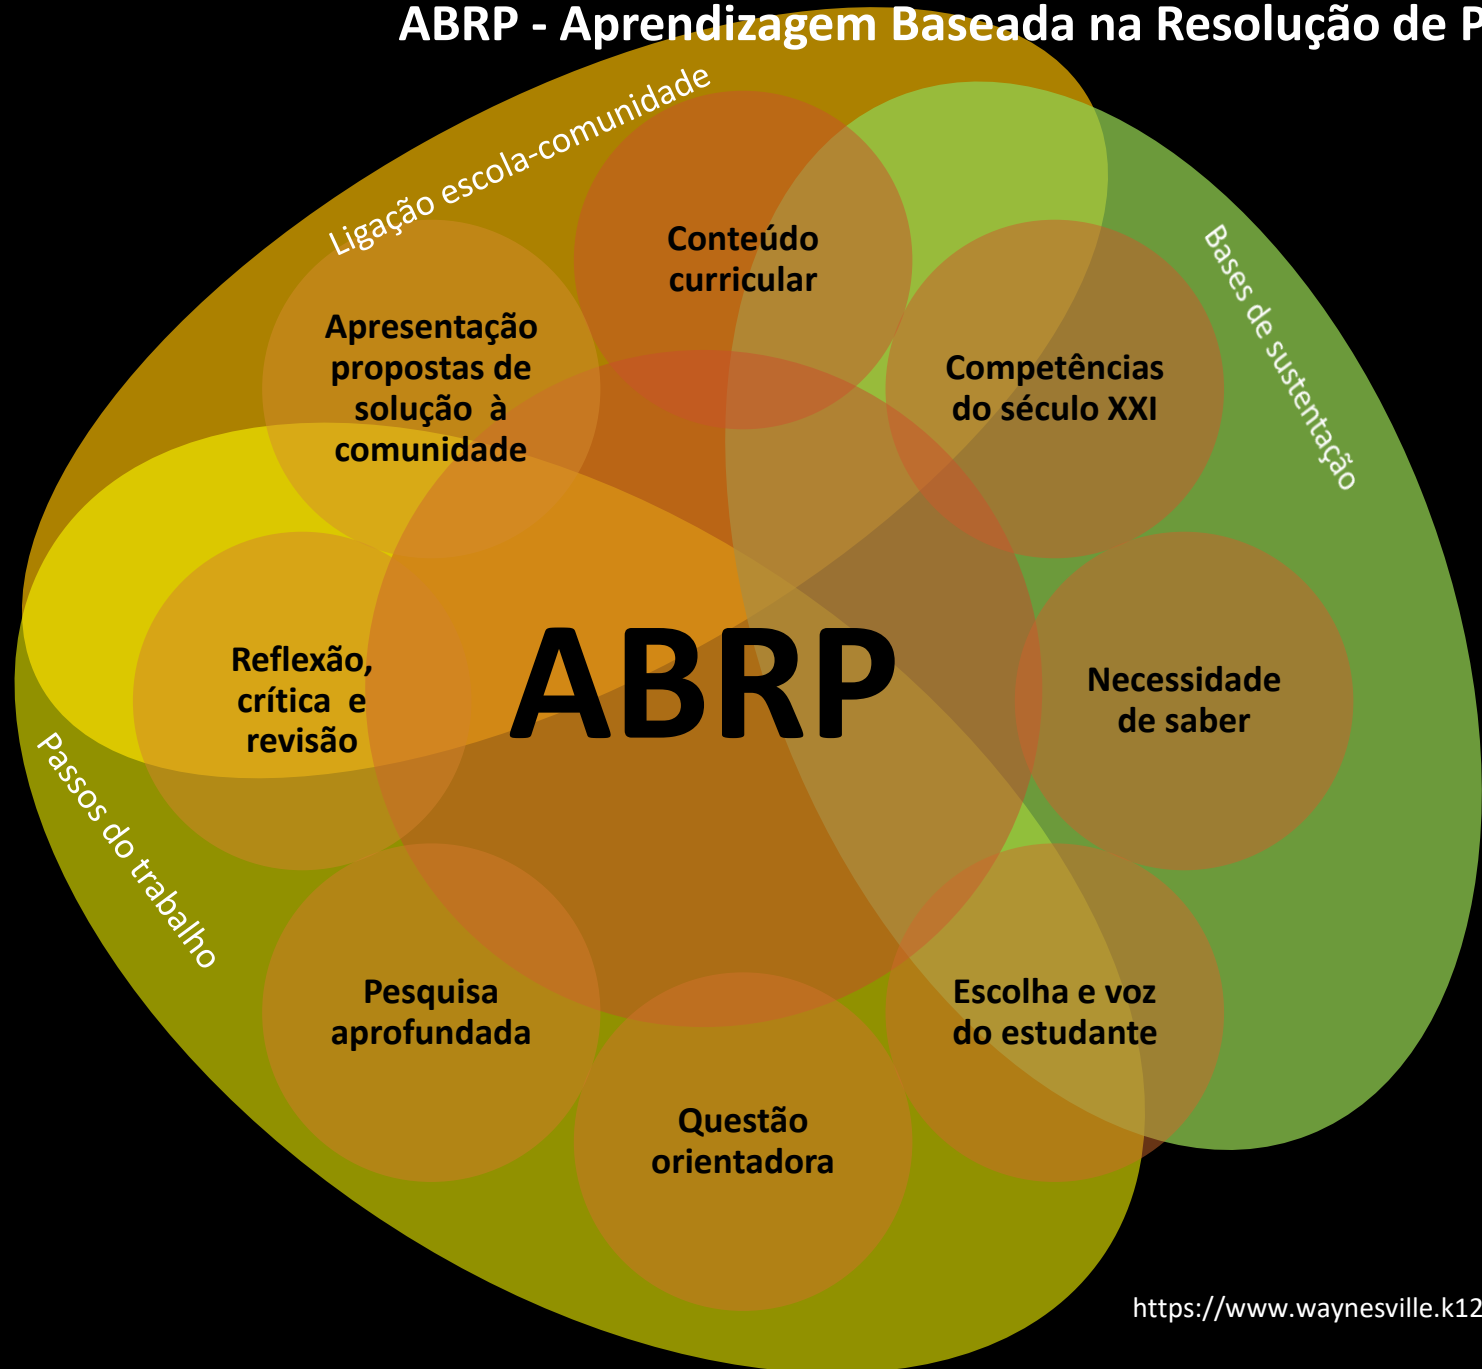 ABRP - Aprendizagem Baseada na Resolução de P
Ligação escola-comunidade
Conteúdo
curricular
Bases de sustentação
Apresentação
propostas de
solução à
comunidade
Competências
do século XXI
ABRP
Reflexão,
crítica e
revisão
Necessidade
de saber
Passos do trabalho
Pesquisa
aprofundada
Escolha e voz
do estudante
Questão
orientadora
https://www.waynesville.k12